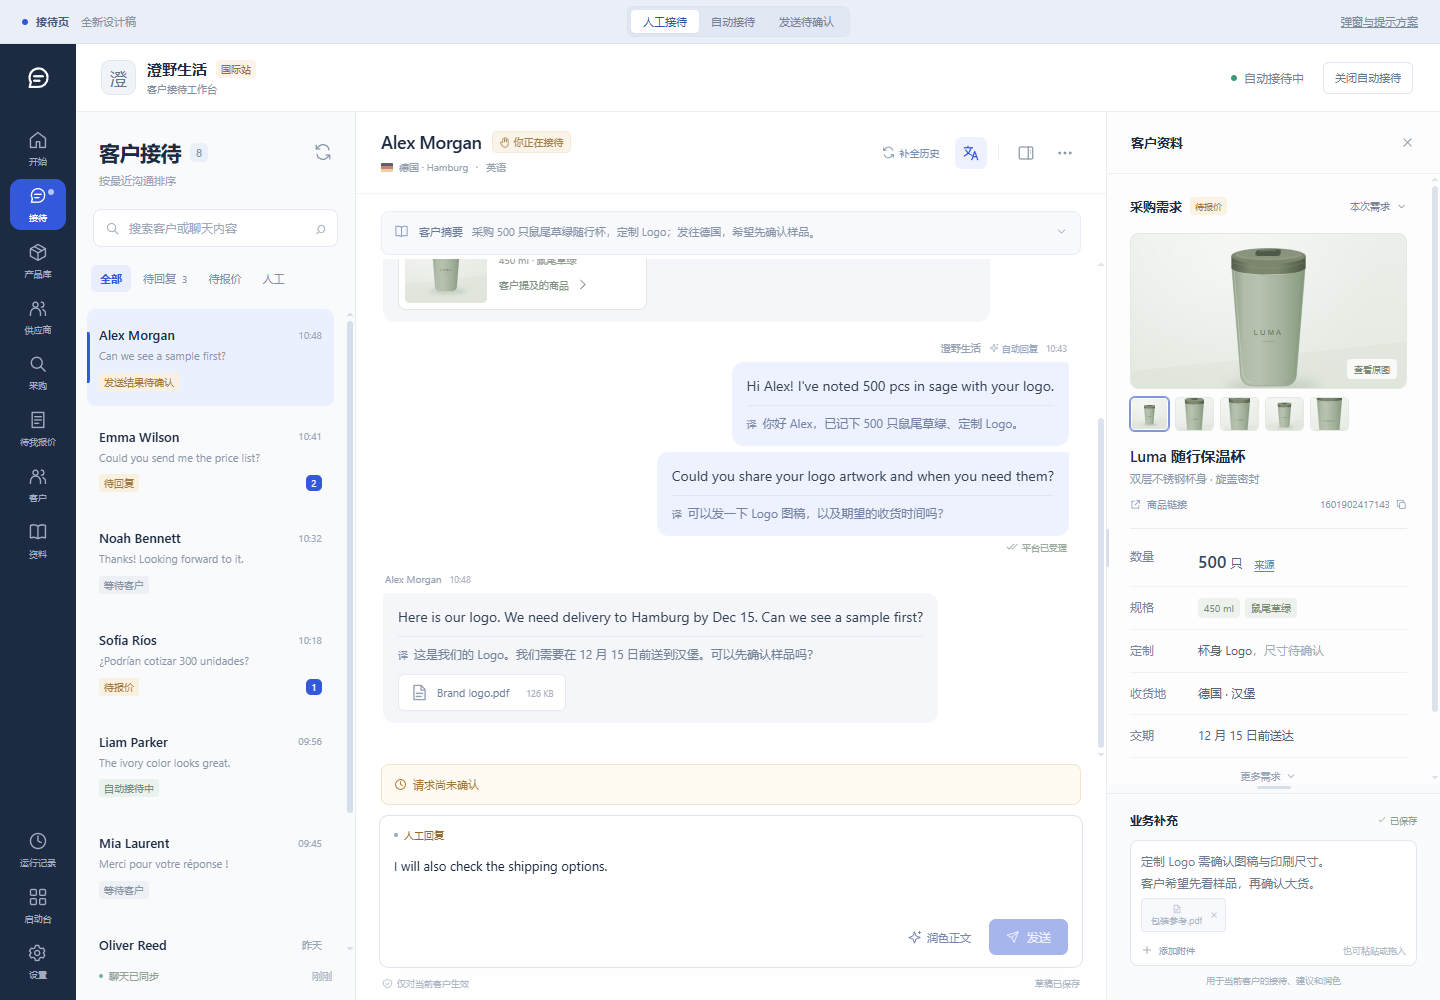 接待页 全新设计稿
人工接待 自动接待 发送待确认
弹窗与提示方案
开始
接待
产品库
供应商
采购
待我报价
客户
资料
运行记录
启动台
设置
澄
澄野生活 国际站
客户接待工作台
自动接待中
关闭自动接待
客户接待 8
按最近沟通排序
搜索客户或聊天内容
全部 待回复 3 待报价 人工
Alex Morgan 10:48
Can we see a sample first?
发送结果待确认
Emma Wilson 10:41
Could you send me the price list?
待回复 2
Noah Bennett 10:32
Thanks! Looking forward to it.
等待客户
Sofía Ríos 10:18
¿Podrían cotizar 300 unidades?
待报价 1
Liam Parker 09:56
The ivory color looks great.
自动接待中
Mia Laurent 09:45
Merci pour votre réponse !
等待客户
Oliver Reed 昨天
聊天已同步 刚刚
Alex Morgan 你正在接待
德国 · Hamburg · 英语
补全历史
客户摘要 采购 500 只鼠尾草绿随行杯，定制 Logo；发往德国，希望先确认样品。
450 ml · 鼠尾草绿
客户提及的商品
澄野生活 自动回复 10:43
Hi Alex! I've noted 500 pcs in sage with your logo.
译 你好 Alex，已记下 500 只鼠尾草绿、定制 Logo。
Could you share your logo artwork and when you need them?
译 可以发一下 Logo 图稿，以及期望的收货时间吗？
平台已受理
Alex Morgan 10:48
Here is our logo. We need delivery to Hamburg by Dec 15. Can we see a sample first?
译 这是我们的 Logo。我们需要在 12 月 15 日前送到汉堡。可以先确认样品吗？
Brand logo.pdf 126 KB
请求尚未确认
人工回复
I will also check the shipping options.
润色正文
发送
仅对当前客户生效 草稿已保存
客户资料
采购需求 待报价 本次需求
LUMA
查看原图
Luma 随行保温杯
双层不锈钢杯身 · 旋盖密封
商品链接 1601902417143
数量 500 只 来源
规格 450 ml 鼠尾草绿
定制 杯身 Logo，尺寸待确认
收货地 德国 · 汉堡
交期 12 月 15 日前送达
更多需求
业务补充 已保存
定制 Logo 需确认图稿与印刷尺寸。
客户希望先看样品，再确认大货。
包装参考.pdf
添加附件 也可粘贴或拖入
用于当前客户的接待、建议和润色